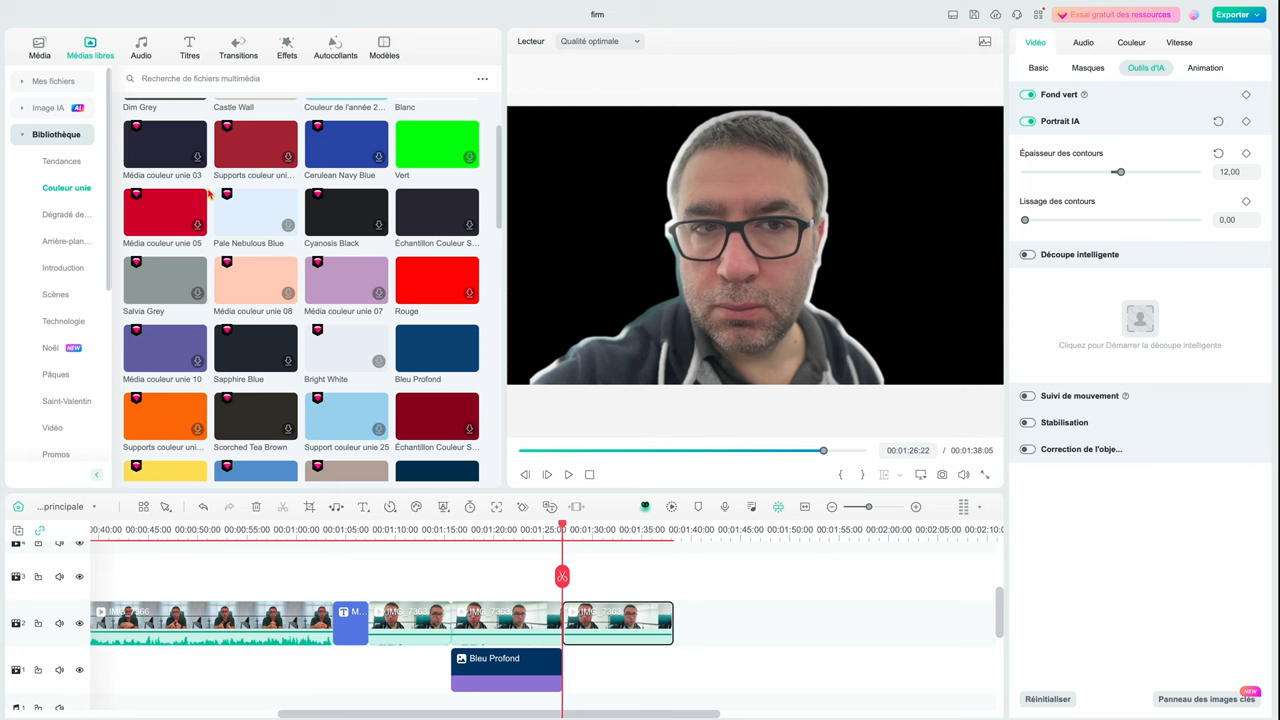 firm
Essai gratuit des ressources
Exporter
Média
Médias libres
Audio
Titres
Transitions
Effets
Autocollants
Modèles
Lecteur
Qualité optimale
Vidéo
Audio
Couleur
Vitesse
Basic
Masques
Outils d'IA
Animation
Mes fichiers
Image IA
AI
Bibliothèque
Tendances
Couleur unie
Dégradé de...
Arrière-plan...
Introduction
Scènes
Technologie
Noël
NEW
Pâques
Saint-Valentin
Vidéo
Promos
Recherche de fichiers multimédia
Dim Grey
Castle Wall
Couleur de l'année 2...
Blanc
Média couleur unie 03
Supports couleur uni...
Cerulean Navy Blue
Vert
Média couleur unie 05
Pale Nebulous Blue
Cyanosis Black
Échantillon Couleur S...
Salvia Grey
Média couleur unie 08
Média couleur unie 07
Rouge
Média couleur unie 10
Sapphire Blue
Bright White
Bleu Profond
Supports couleur uni...
Scorched Tea Brown
Support couleur unie 25
Échantillon Couleur S...
00:01:26:22 / 00:01:38:05
Fond vert
Portrait IA
Épaisseur des contours
12,00
Lissage des contours
0,00
Découpe intelligente
Cliquez pour Démarrer la découpe intelligente
Suivi de mouvement
Stabilisation
Correction de l'obje...
Réinitialiser
Panneau des images clés
NEW
...principale
00:40:00 00:00:45:00 00:00:50:00 00:00:55:00 00:01:00:00 00:01:05:00 00:01:10:00 00:01:15:00 00:01:20:00 00:01:25:00 00:01:30:00 00:01:35:00 00:01:40:00 00:01:45:00 00:01:50:00 00:01:55:00 00:02:00:00 00:02:05:00 00:02:10:0
3
IMG_7366
M...
IMG_7363
IMG_7363
IMG_7363
2
Bleu Profond
1